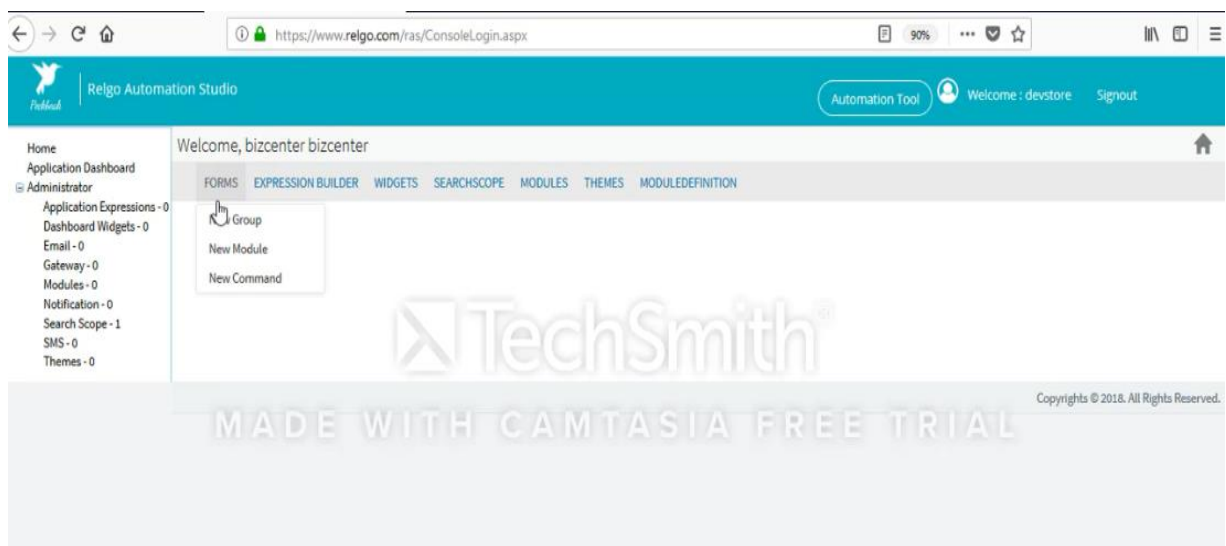 https://www.relgo.com/ras/ConsoleLogin.aspx
90%
Relgo Automation Studio
Automation Tool
Welcome : devstore
Signout
Home
Application Dashboard
Administrator
Application Expressions - 0
Dashboard Widgets - 0
Email - 0
Gateway - 0
Modules - 0
Notification - 0
Search Scope - 1
SMS - 0
Themes - 0
Welcome, bizcenter bizcenter
FORMS EXPRESSION BUILDER WIDGETS SEARCHSCOPE MODULES THEMES MODULEDEFINITION
Group
New Module
New Command
TechSmith®
MADE WITH CAMTASIA FREE TRIAL
Copyrights © 2018. All Rights Reserved.